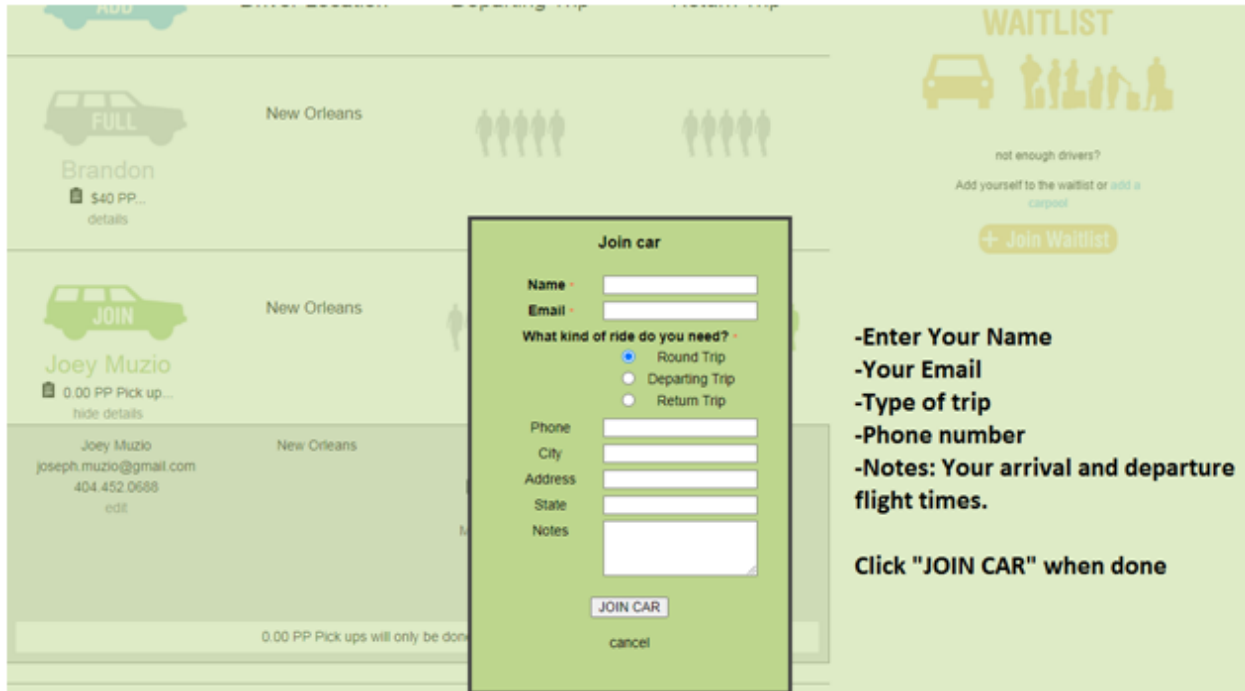 ADD
Driver Location Departing Trip Return Trip
FULL
Brandon
$40 PP...
details
New Orleans
JOIN
Joey Muzio
0.00 PP Pick up...
hide details
New Orleans
Joey Muzio
joseph.muzio@gmail.com
404.452.0688
edit
New Orleans
0.00 PP Pick ups will only be don
Join car
Name *
Email *
What kind of ride do you need? *
Round Trip
Departing Trip
Return Trip
Phone
City
Address
State
Notes
JOIN CAR
cancel
WAITLIST
not enough drivers?
Add yourself to the waitlist or add a
carpool
+ Join Waitlist
-Enter Your Name
-Your Email
-Type of trip
-Phone number
-Notes: Your arrival and departure
flight times.
Click "JOIN CAR" when done